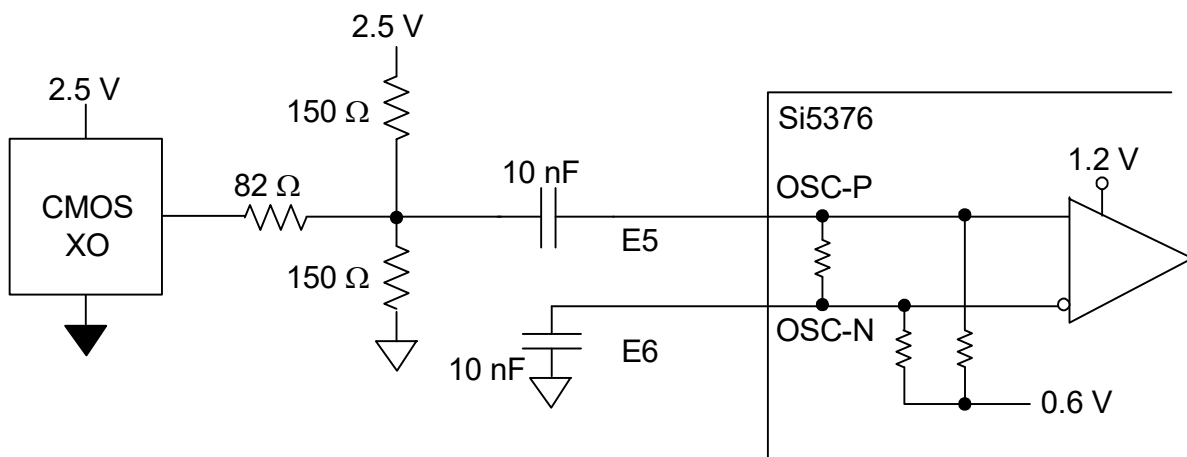 2.5 V
2.5 V
150 Ω
Si5376
1.2 V
10 nF
OSC-P
82 Ω
CMOS
XO
E5
150 Ω
OSC-N
E6
10 nF
0.6 V